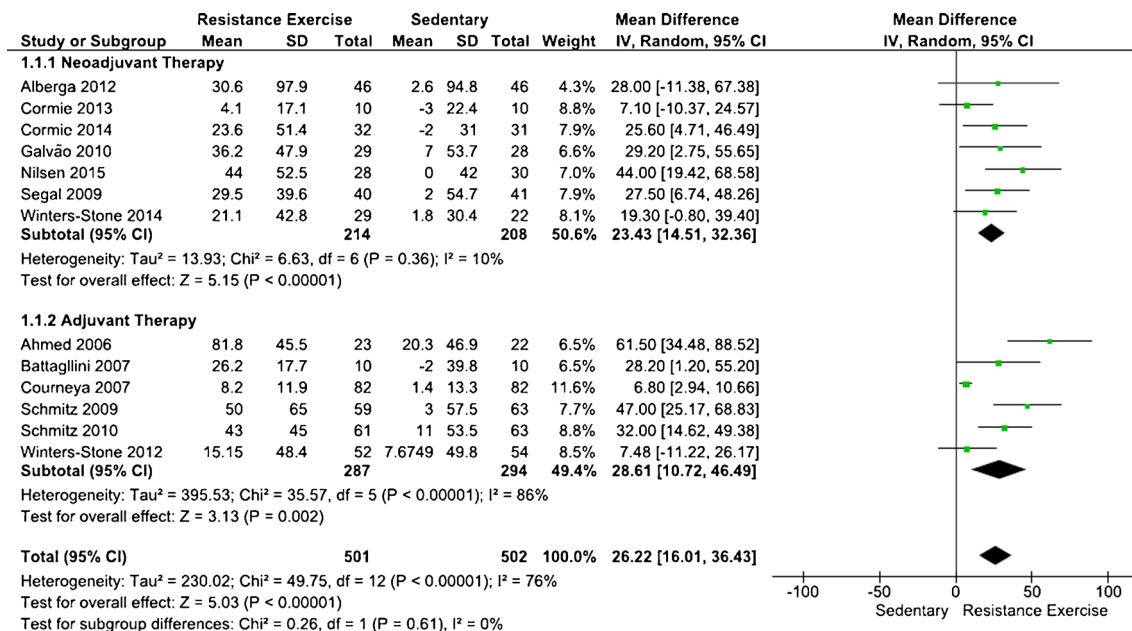 Resistance Exercise Sedentary Mean Difference Mean Difference
Study or Subgroup Mean SD Total Mean SD Total Weight IV, Random, 95% CI IV, Random, 95% CI
1.1.1 Neoadjuvant Therapy
Alberga 2012 30.6 97.9 46 2.6 94.8 46 4.3% 28.00 [-11.38, 67.38]
Cormie 2013 4.1 17.1 10 -3 22.4 10 8.8% 7.10 [-10.37, 24.57]
Cormie 2014 23.6 51.4 32 -2 31 31 7.9% 25.60 [4.71, 46.49]
Galvão 2010 36.2 47.9 29 7 53.7 28 6.6% 29.20 [2.75, 55.65]
Nilsen 2015 44 52.5 28 0 42 30 7.0% 44.00 [19.42, 68.58]
Segal 2009 29.5 39.6 40 2 54.7 41 7.9% 27.50 [6.74, 48.26]
Winters-Stone 2014 21.1 42.8 29 1.8 30.4 22 8.1% 19.30 [-0.80, 39.40]
Subtotal (95% CI) 214 208 50.6% 23.43 [14.51, 32.36]
Heterogeneity: Tau² = 13.93; Chi² = 6.63, df = 6 (P = 0.36); I² = 10%
Test for overall effect: Z = 5.15 (P < 0.00001)
1.1.2 Adjuvant Therapy
Ahmed 2006 81.8 45.5 23 20.3 46.9 22 6.5% 61.50 [34.48, 88.52]
Battagllini 2007 26.2 17.7 10 -2 39.8 10 6.5% 28.20 [1.20, 55.20]
Courneya 2007 8.2 11.9 82 1.4 13.3 82 11.6% 6.80 [2.94, 10.66]
Schmitz 2009 50 65 59 3 57.5 63 7.7% 47.00 [25.17, 68.83]
Schmitz 2010 43 45 61 11 53.5 63 8.8% 32.00 [14.62, 49.38]
Winters-Stone 2012 15.15 48.4 52 7.6749 49.8 54 8.5% 7.48 [-11.22, 26.17]
Subtotal (95% CI) 287 294 49.4% 28.61 [10.72, 46.49]
Heterogeneity: Tau² = 395.53; Chi² = 35.57, df = 5 (P < 0.00001); I² = 86%
Test for overall effect: Z = 3.13 (P = 0.002)
Total (95% CI) 501 502 100.0% 26.22 [16.01, 36.43]
Heterogeneity: Tau² = 230.02; Chi² = 49.75, df = 12 (P < 0.00001); I² = 76%
Test for overall effect: Z = 5.03 (P < 0.00001)
Test for subgroup differences: Chi² = 0.26, df = 1 (P = 0.61), I² = 0%
-100 -50 0 50 100
Sedentary Resistance Exercise